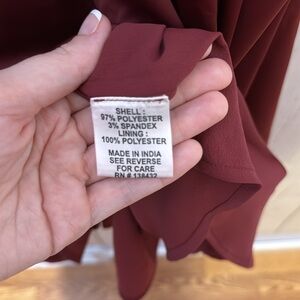 SHELL :
97% POLYESTER
3% SPANDEX
LINING :
100% POLYESTER
MADE IN INDIA
SEE REVERSE
FOR CARE
RN # 138432